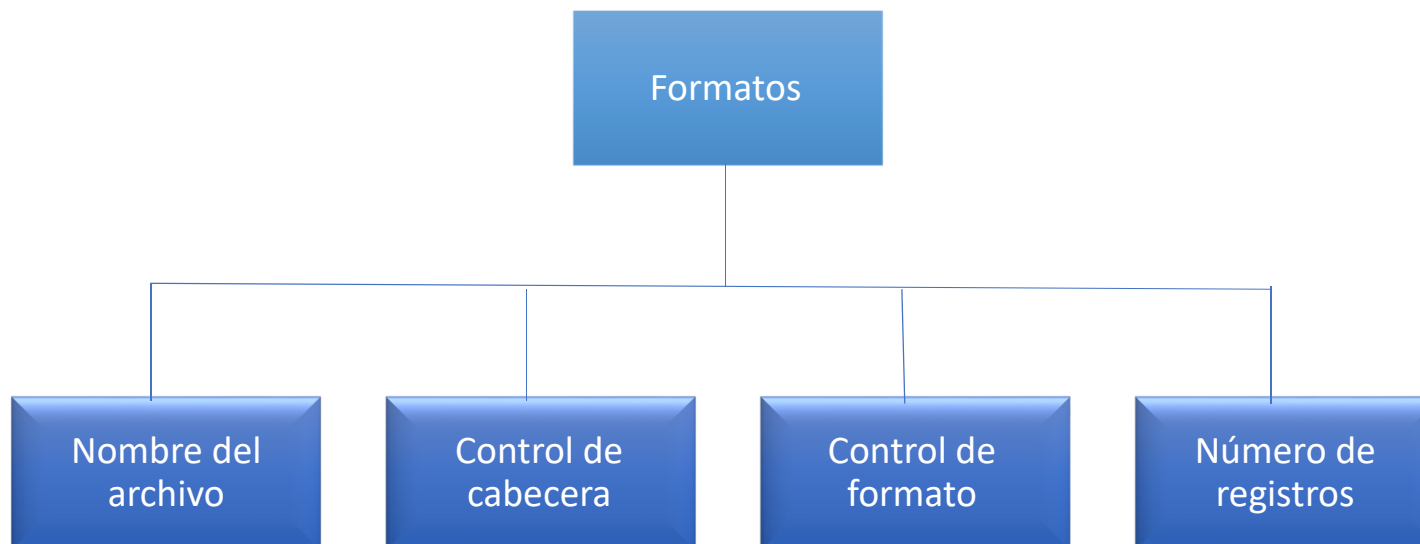 Formatos
Nombre del
archivo
Control de
cabecera
Control de
formato
Número de
registros